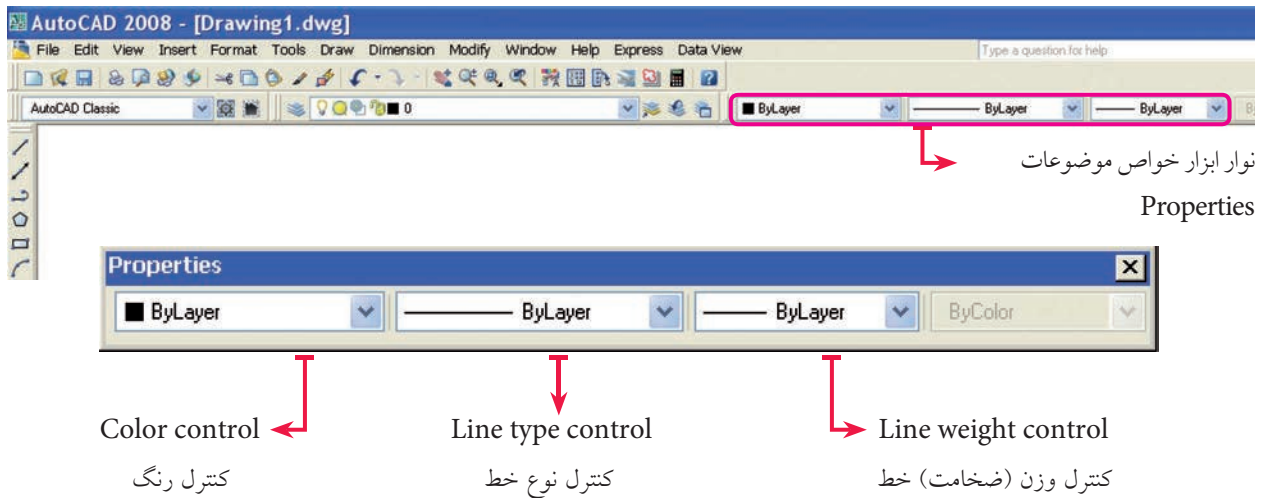 AutoCAD 2008 - [Drawing1.dwg]
File Edit View Insert Format Tools Draw Dimension Modify Window Help Express Data View Type a question for help
AutoCAD Classic 0 ByLayer ByLayer ByLayer
نوار ابزار خواص موضوعات
Properties
Properties
ByLayer ByLayer ByLayer ByColor
Color control Line type control Line weight control
کنترل رنگ کنترل نوع خط کنترل وزن (ضخامت) خط